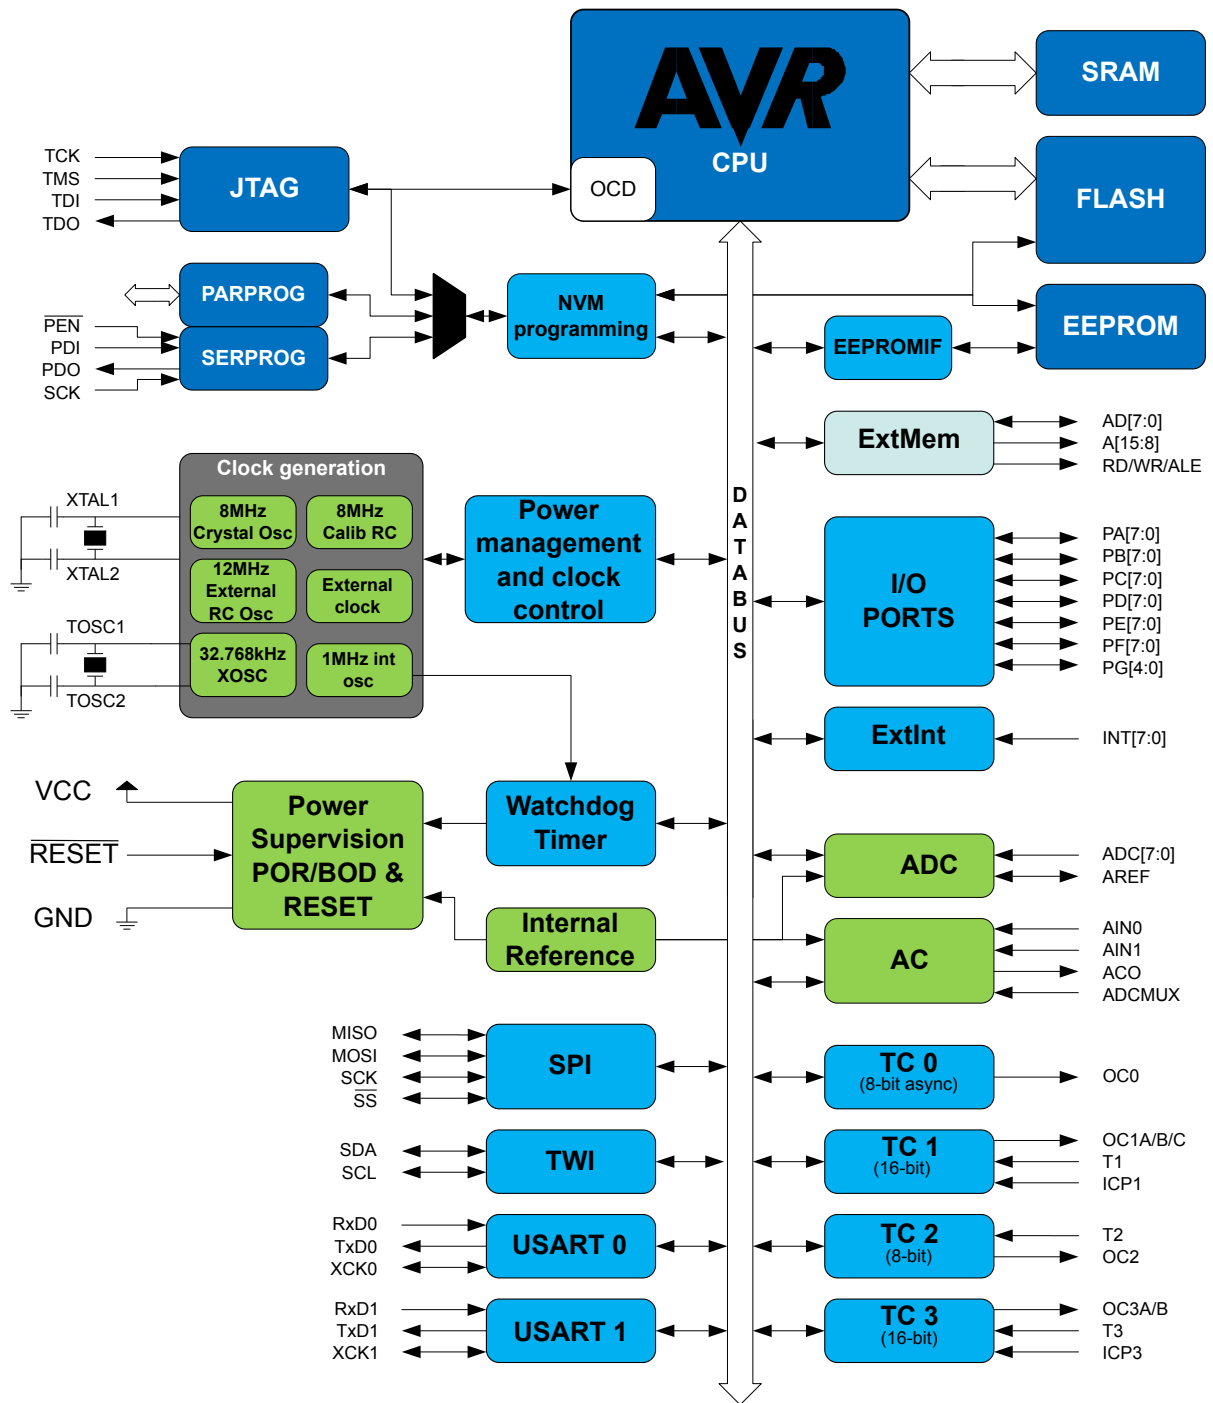 AVR
CPU
OCD
SRAM
FLASH
EEPROM
TCK
TMS
TDI
TDO
JTAG
PARPROG
SERPROG
PEN
PDI
PDO
SCK
NVM
programming
EEPROMIF
ExtMem
AD[7:0]
A[15:8]
RD/WR/ALE
Clock generation
8MHz
Crystal Osc
8MHz
Calib RC
12MHz
External
RC Osc
External
clock
32.768kHz
XOSC
1MHz int
osc
XTAL1
XTAL2
TOSC1
TOSC2
Power
management
and clock
control
DATABUS
I/O
PORTS
PA[7:0]
PB[7:0]
PC[7:0]
PD[7:0]
PE[7:0]
PF[7:0]
PG[4:0]
ExtInt
INT[7:0]
VCC
RESET
GND
Power
Supervision
POR/BOD &
RESET
Watchdog
Timer
Internal
Reference
ADC
ADC[7:0]
AREF
AC
AIN0
AIN1
ACO
ADCMUX
MISO
MOSI
SCK
SS
SPI
TC 0
(8-bit async)
OC0
SDA
SCL
TWI
TC 1
(16-bit)
OC1A/B/C
T1
ICP1
RxD0
TxD0
XCK0
USART 0
TC 2
(8-bit)
T2
OC2
RxD1
TxD1
XCK1
USART 1
TC 3
(16-bit)
OC3A/B
T3
ICP3